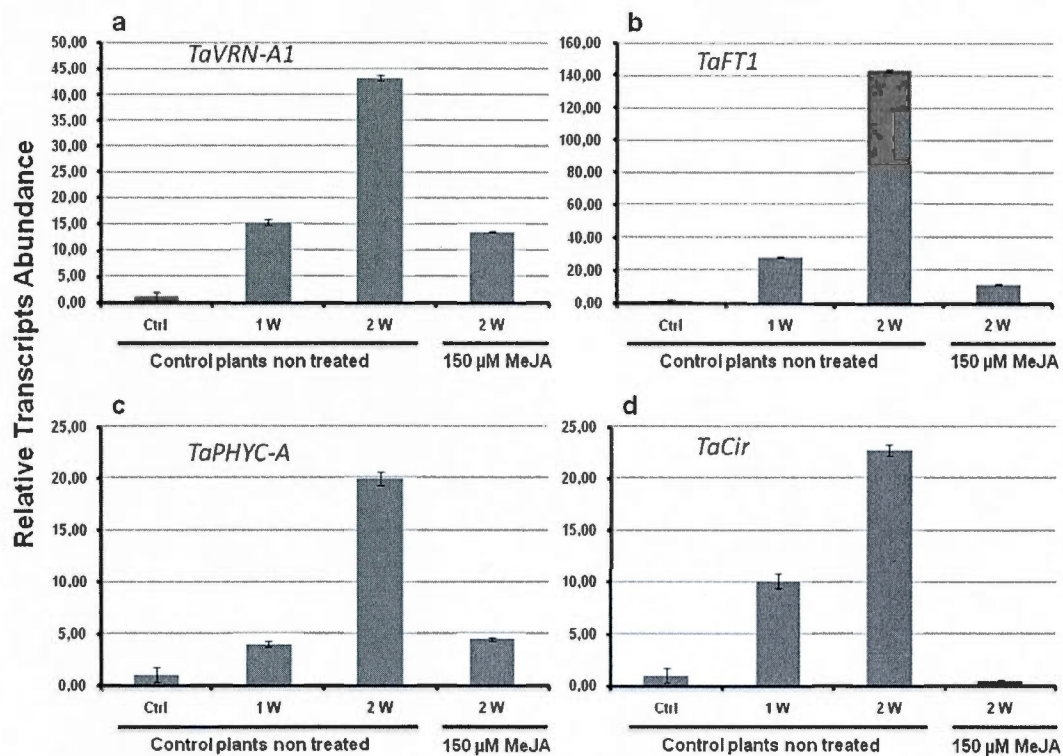 Relative Transcripts Abundance
a
TaVRN-A1
50,00
45,00
40,00
35,00
30,00
25,00
20,00
15,00
10,00
5,00
0,00
Ctrl
1 W
2 W
2 W
Control plants non treated
150 µM MeJA
b
TaFT1
160,00
140,00
120,00
100,00
80,00
60,00
40,00
20,00
0,00
Ctrl
1 W
2 W
2 W
Control plants non treated
150 µM MeJA
c
TaPHYC-A
25,00
20,00
15,00
10,00
5,00
0,00
Ctrl
1 W
2 W
2 W
Control plants non treated
150 µM MeJA
d
TaCir
25,00
20,00
15,00
10,00
5,00
0,00
Ctrl
1 W
2 W
2 W
Control plants non treated
150 µM MeJA